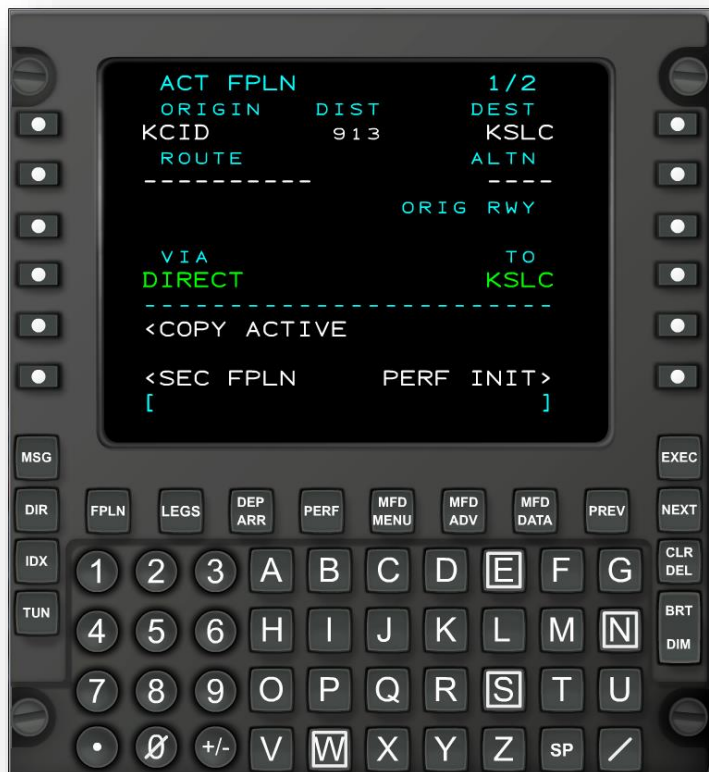 ACT FPLN 1/2
ORIGIN DIST DEST
KCID 913 KSLC
ROUTE ALTN
---------- ----
ORIG RWY
VIA TO
DIRECT KSLC
------------------------
<COPY ACTIVE
<SEC FPLN PERF INIT>
[ ]
MSG EXEC
DIR FPLN LEGS DEP ARR PERF MFD MENU MFD ADV MFD DATA PREV NEXT
IDX 1 2 3 A B C D E F G CLR DEL
TUN 4 5 6 H I J K L M N BRT DIM
7 8 9 O P Q R S T U
• Ø +/- V W X Y Z SP /